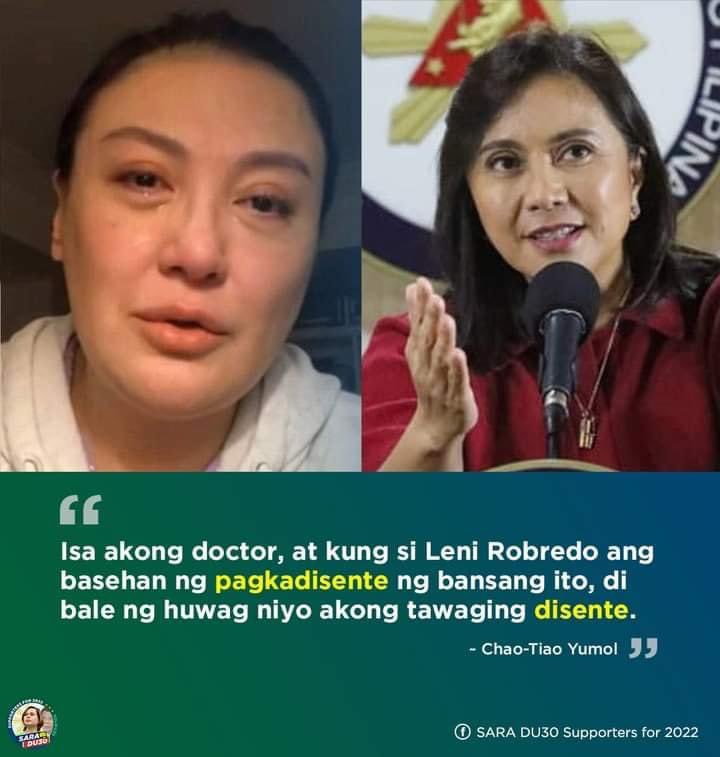 PILIPINA
“
Isa akong doctor, at kung si Leni Robredo ang
basehan ng pagkadisente ng bansang ito, di
bale ng huwag niyo akong tawaging disente.
~ Chao-Tiao Yumol ”
SARA
DU30
f SARA DU30 Supporters for 2022